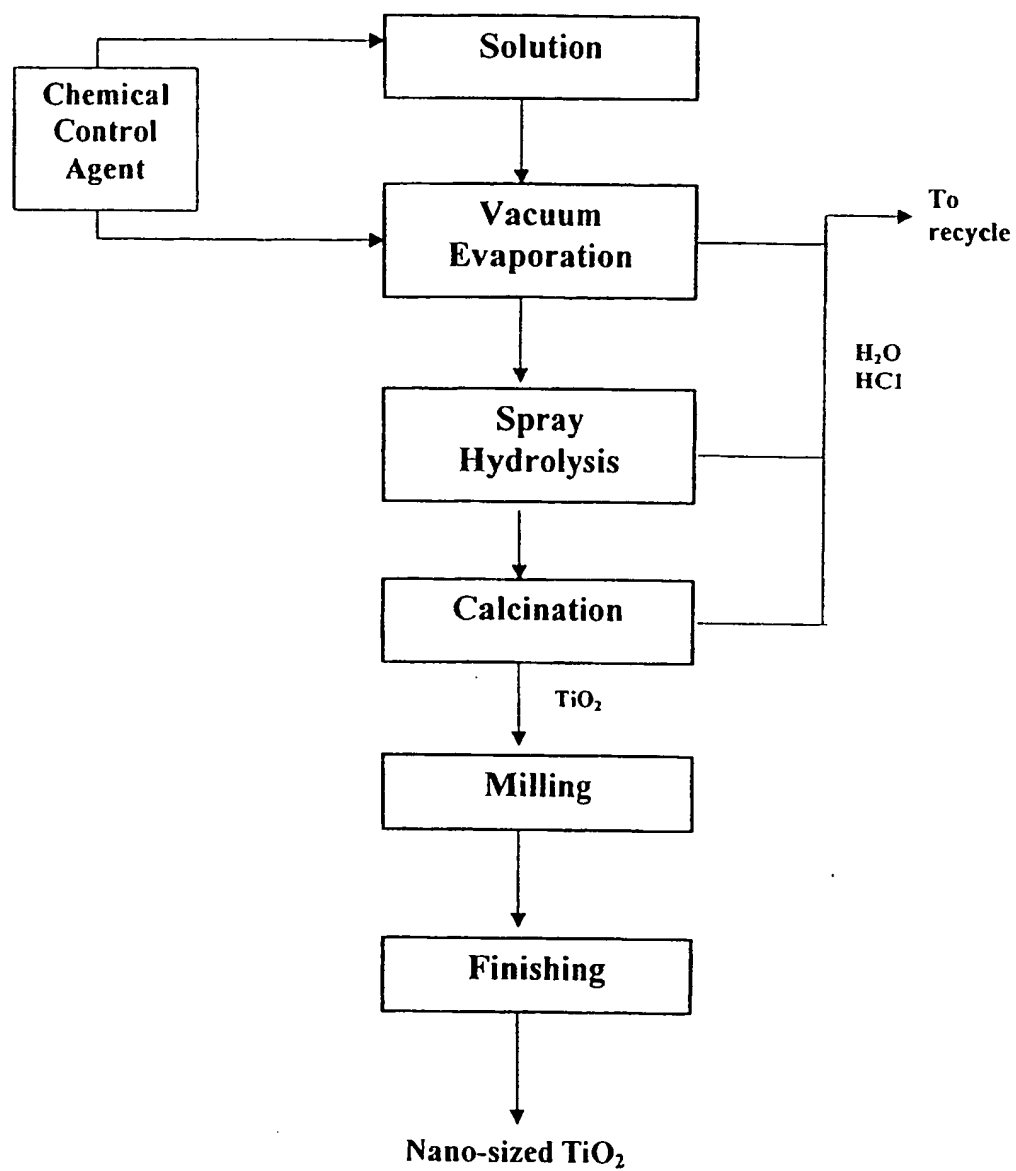 Solution
Chemical
Control
Agent
Vacuum
Evaporation
To
recycle
H₂O
HCl
Spray
Hydrolysis
Calcination
TiO₂
Milling
Finishing
Nano-sized TiO₂